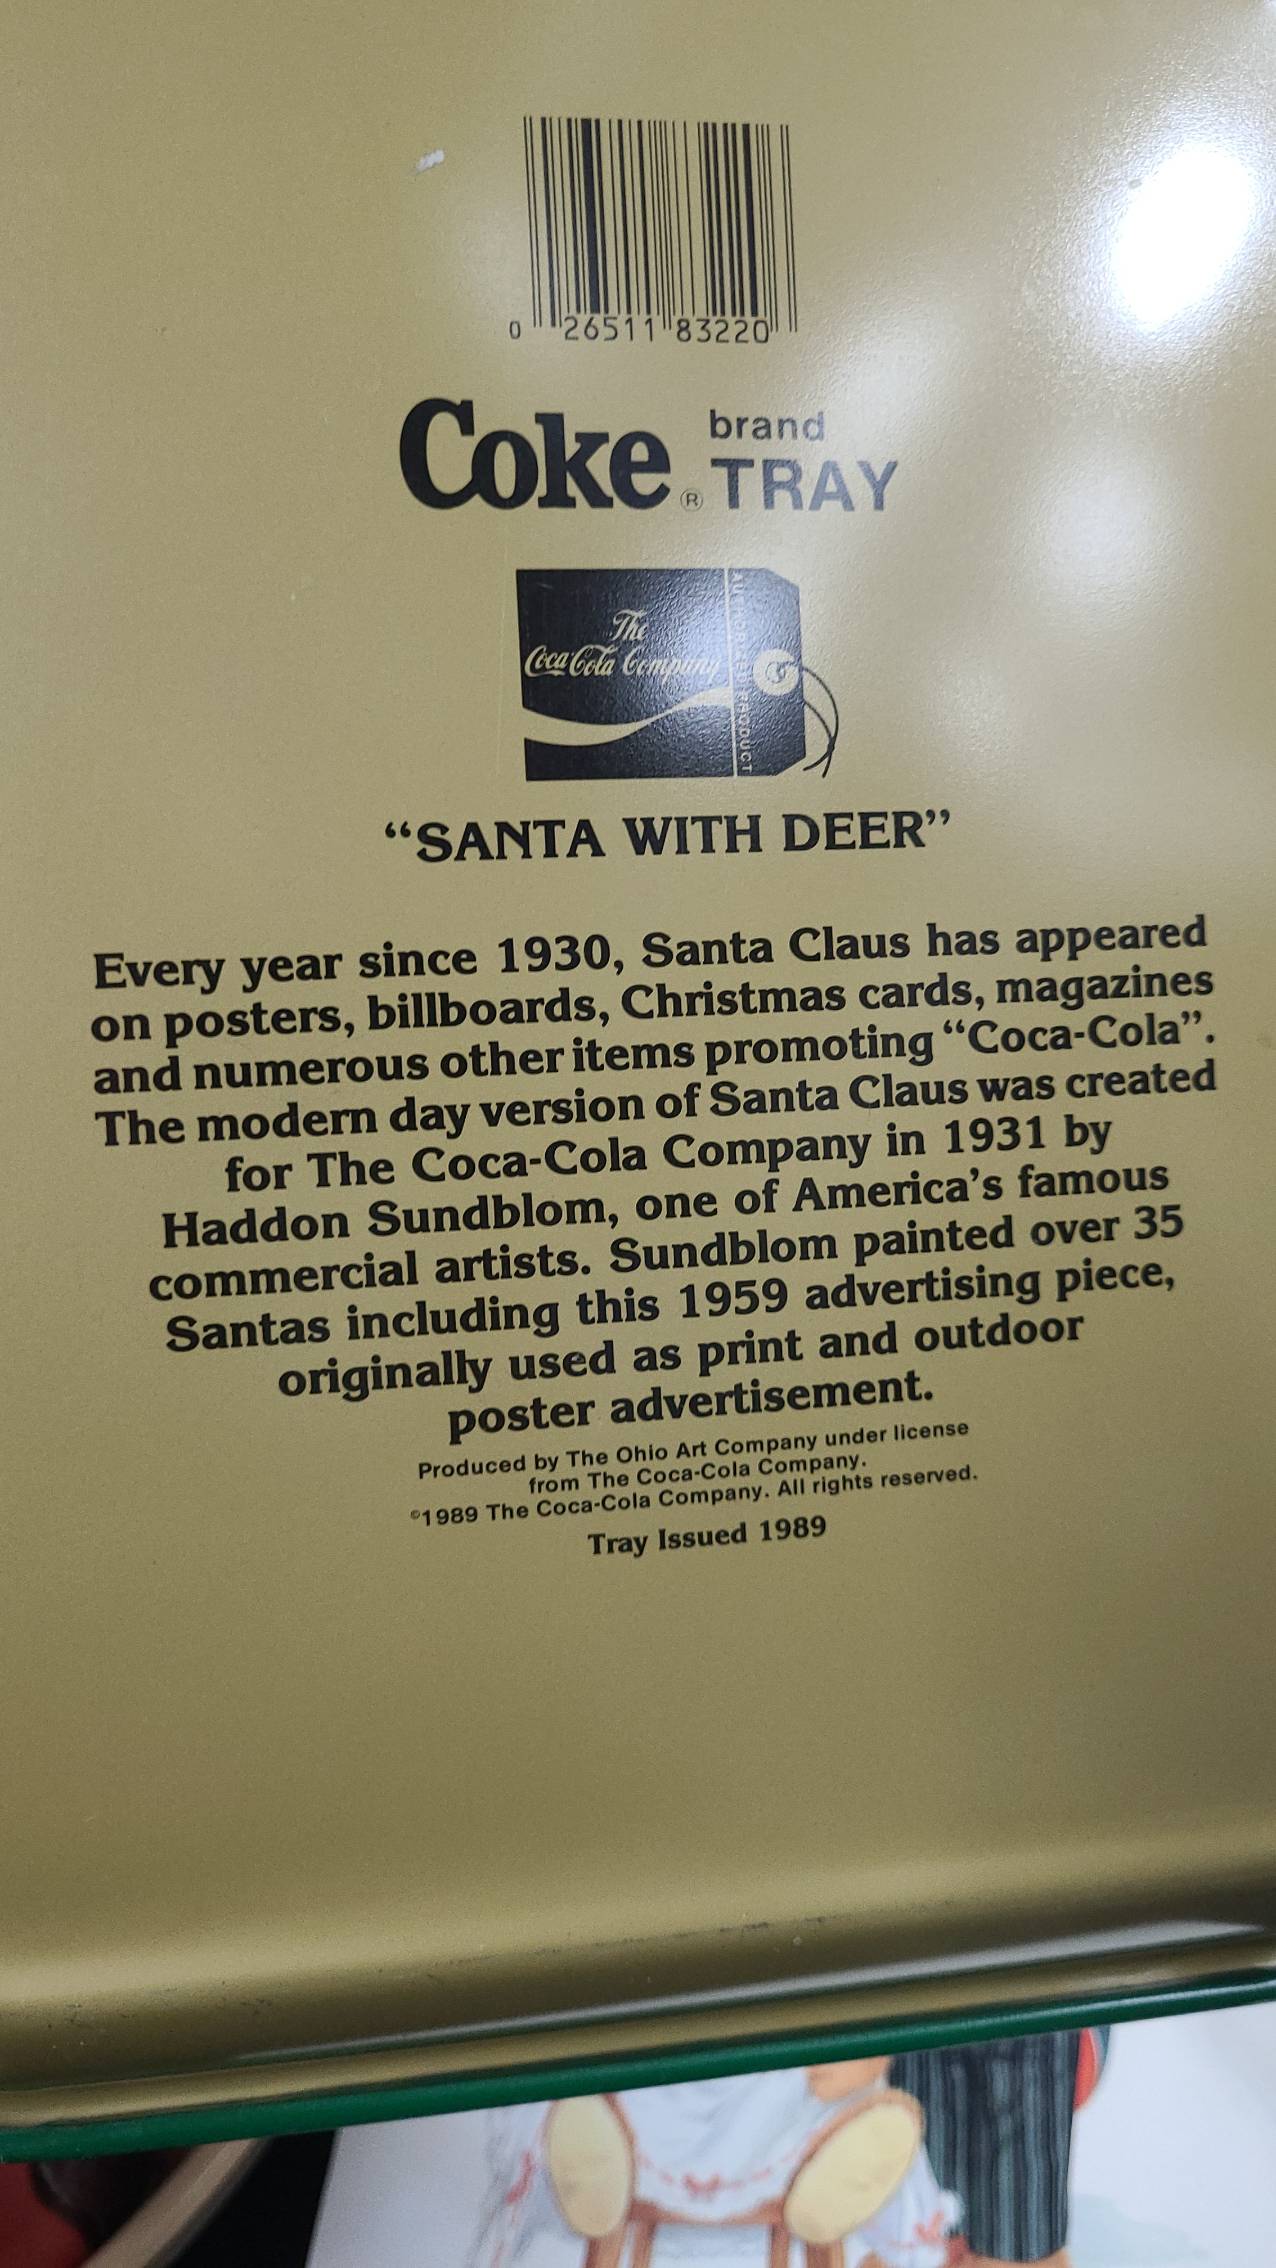 0 26511 83220
Coke® brand
TRAY
The
Coca-Cola Company
AUTHORIZED PRODUCT
“SANTA WITH DEER”
Every year since 1930, Santa Claus has appeared
on posters, billboards, Christmas cards, magazines
and numerous other items promoting “Coca-Cola”.
The modern day version of Santa Claus was created
for The Coca-Cola Company in 1931 by
Haddon Sundblom, one of America’s famous
commercial artists. Sundblom painted over 35
Santas including this 1959 advertising piece,
originally used as print and outdoor
poster advertisement.
Produced by The Ohio Art Company under license
from The Coca-Cola Company.
©1989 The Coca-Cola Company. All rights reserved.
Tray Issued 1989